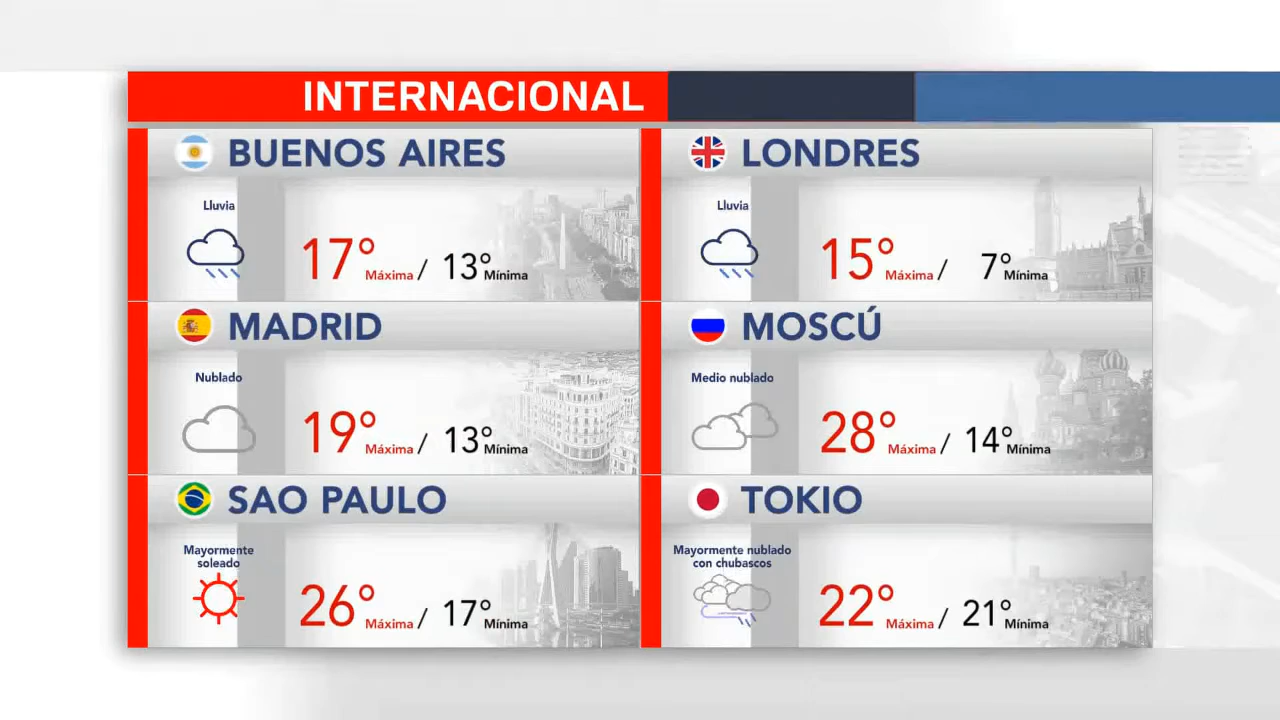 INTERNACIONAL
BUENOS AIRES
Lluvia
17° Máxima / 13° Mínima
LONDRES
Lluvia
15° Máxima / 7° Mínima
MADRID
Nublado
19° Máxima / 13° Mínima
MOSCÚ
Medio nublado
28° Máxima / 14° Mínima
SAO PAULO
Mayormente
soleado
26° Máxima / 17° Mínima
TOKIO
Mayormente nublado
con chubascos
22° Máxima / 21° Mínima